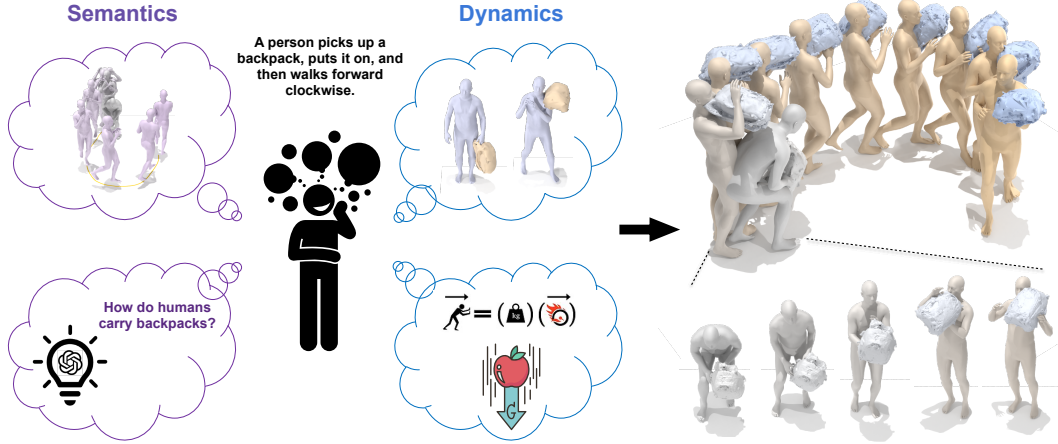 Semantics
Dynamics
A person picks up a
backpack, puts it on, and
then walks forward
clockwise.
How do humans
carry backpacks?
= ( kg ) ( )
G